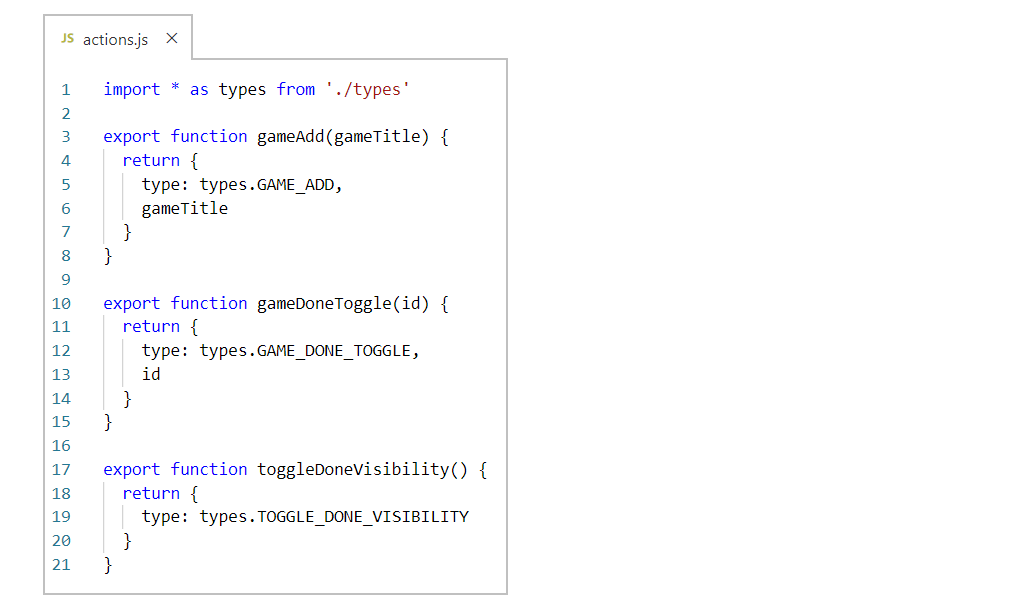 JS actions.js ×
1 import * as types from './types'
2
3 export function gameAdd(gameTitle) {
4   return {
5     type: types.GAME_ADD,
6     gameTitle
7   }
8 }
9
10 export function gameDoneToggle(id) {
11   return {
12     type: types.GAME_DONE_TOGGLE,
13     id
14   }
15 }
16
17 export function toggleDoneVisibility() {
18   return {
19     type: types.TOGGLE_DONE_VISIBILITY
20   }
21 }